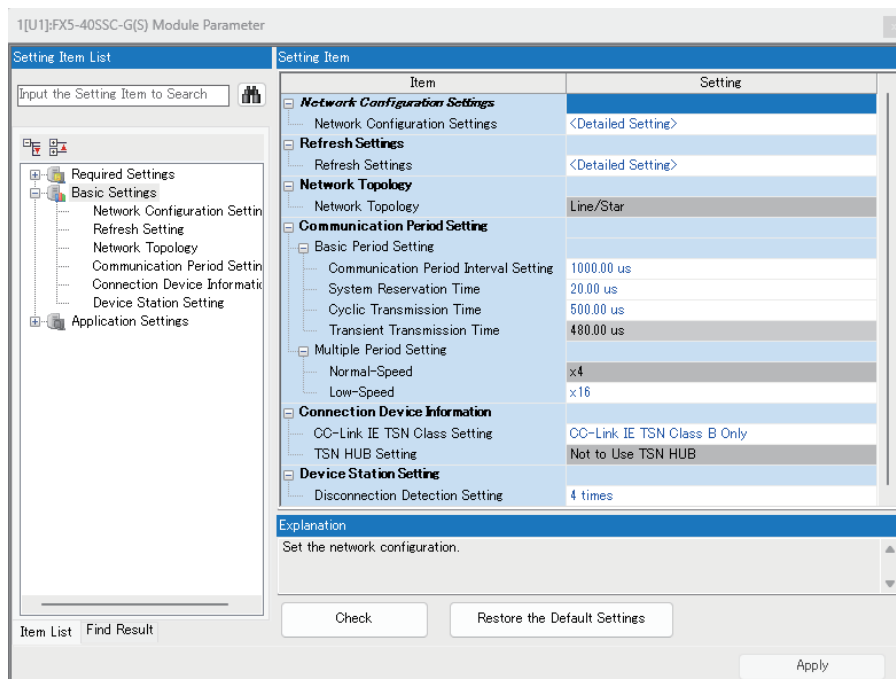 1[U1]:FX5-40SSC-G(S) Module Parameter
Setting Item List
Input the Setting Item to Search
Required Settings
Basic Settings
Network Configuration Settin
Refresh Setting
Network Topology
Communication Period Settin
Connection Device Informatic
Device Station Setting
Application Settings
Item List
Find Result
Setting Item
Item Setting
Network Configuration Settings
Network Configuration Settings <Detailed Setting>
Refresh Settings
Refresh Settings <Detailed Setting>
Network Topology
Network Topology Line/Star
Communication Period Setting
Basic Period Setting
Communication Period Interval Setting 1000.00 us
System Reservation Time 20.00 us
Cyclic Transmission Time 500.00 us
Transient Transmission Time 480.00 us
Multiple Period Setting
Normal-Speed x4
Low-Speed x16
Connection Device Information
CC-Link IE TSN Class Setting CC-Link IE TSN Class B Only
TSN HUB Setting Not to Use TSN HUB
Device Station Setting
Disconnection Detection Setting 4 times
Explanation
Set the network configuration.
Check
Restore the Default Settings
Apply